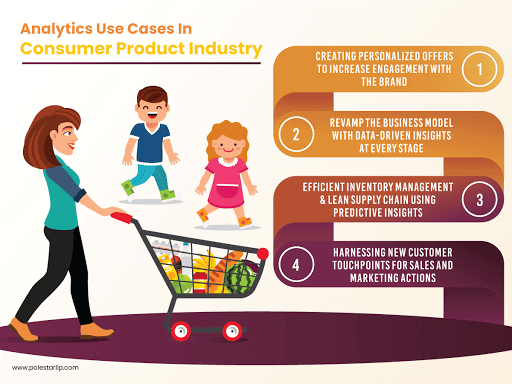 Analytics Use Cases In
Consumer Product Industry
CREATING PERSONALIZED OFFERS
TO INCREASE ENGAGEMENT WITH
THE BRAND
1
2
REVAMP THE BUSINESS MODEL
WITH DATA-DRIVEN INSIGHTS
AT EVERY STAGE
EFFICIENT INVENTORY MANAGEMENT
& LEAN SUPPLY CHAIN USING
PREDICTIVE INSIGHTS
3
4
HARNESSING NEW CUSTOMER
TOUCHPOINTS FOR SALES AND
MARKETING ACTIONS
www.polestarllp.com